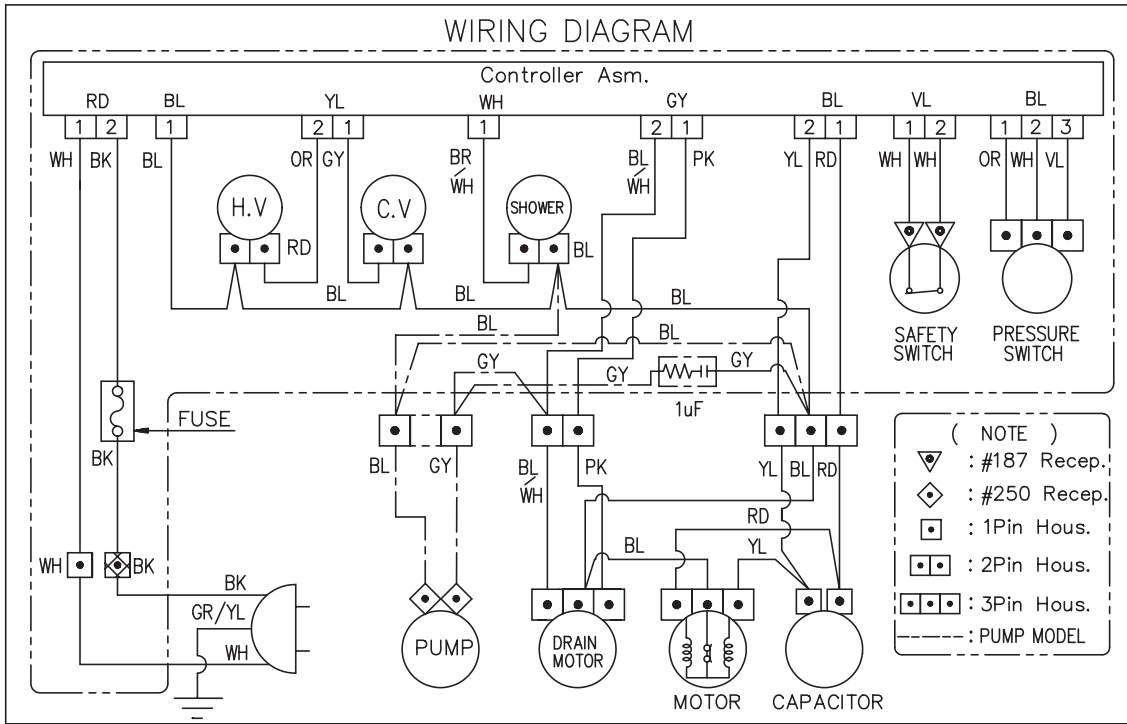 WIRING DIAGRAM
Controller Asm.
RD BL YL WH GY BL VL BL
1 2 1 2 1 1 2 1 2 1 1 2 1 2 3
WH BK BL OR GY BR/WH BL/WH PK YL RD WH WH OR WH VL
H.V C.V SHOWER
RD BL
BL BL BL
BL BL
SAFETY SWITCH
PRESSURE SWITCH
GY GY GY
1uF
FUSE
BK BL GY BL/WH PK YL BL RD
( NOTE )
: #187 Recep.
: #250 Recep.
: 1Pin Hous.
: 2Pin Hous.
: 3Pin Hous.
: PUMP MODEL
RD
BL YL
WH BK
BK
GR/YL
WH
PUMP
DRAIN MOTOR
MOTOR
CAPACITOR